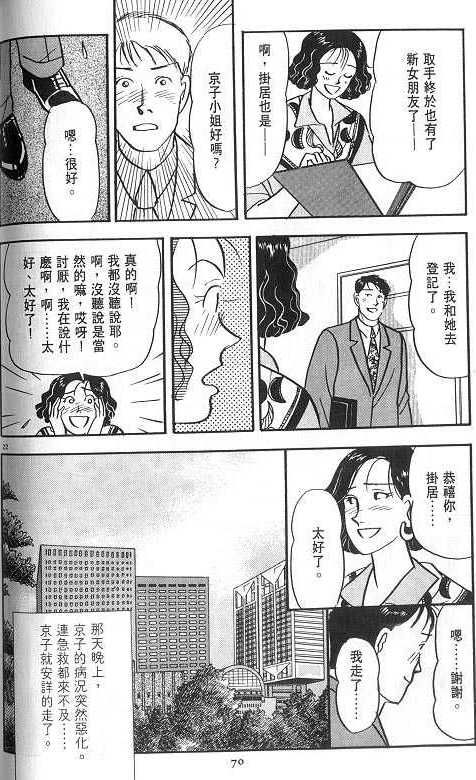 取手終於也有了
新女朋友了——
啊，掛居也是——
京子小姐好嗎？
嗯…很好。
我…我和她去
登記了。
真的啊！
我都沒聽說耶。
啊，沒聽說是當
然的嘛，哎呀！
討厭，我在說什
麼啊，啊……太
好、太好了！
22
恭禧你，
掛居……
太好了。
嗯……謝謝。
我走了……
那天晚上，
京子的病況突然惡化。
連急救都來不及……
京子就安詳的走了。
70